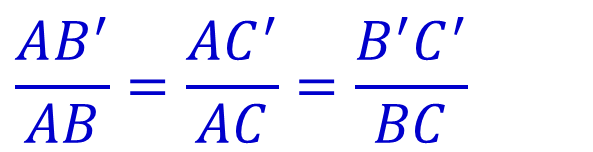 AB′/AB = AC′/AC = B′C′/BC